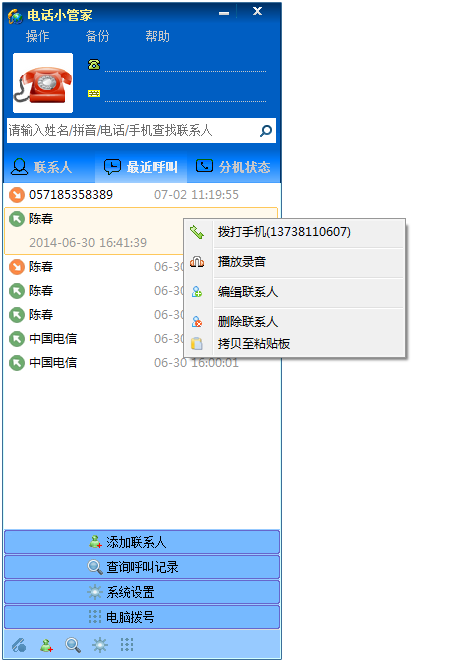 电话小管家
操作 备份 帮助
请输入姓名/拼音/电话/手机查找联系人
联系人 最近呼叫 分机状态
057185358389 07-02 11:19:55
陈春
2014-06-30 16:41:39
拨打手机(13738110607)
播放录音
编缉联系人
删除联系人
拷贝至粘贴板
陈春 06-30
陈春 06-30
中国电信 06-30
中国电信 06-30 16:00:01
添加联系人
查询呼叫记录
系统设置
电脑拨号